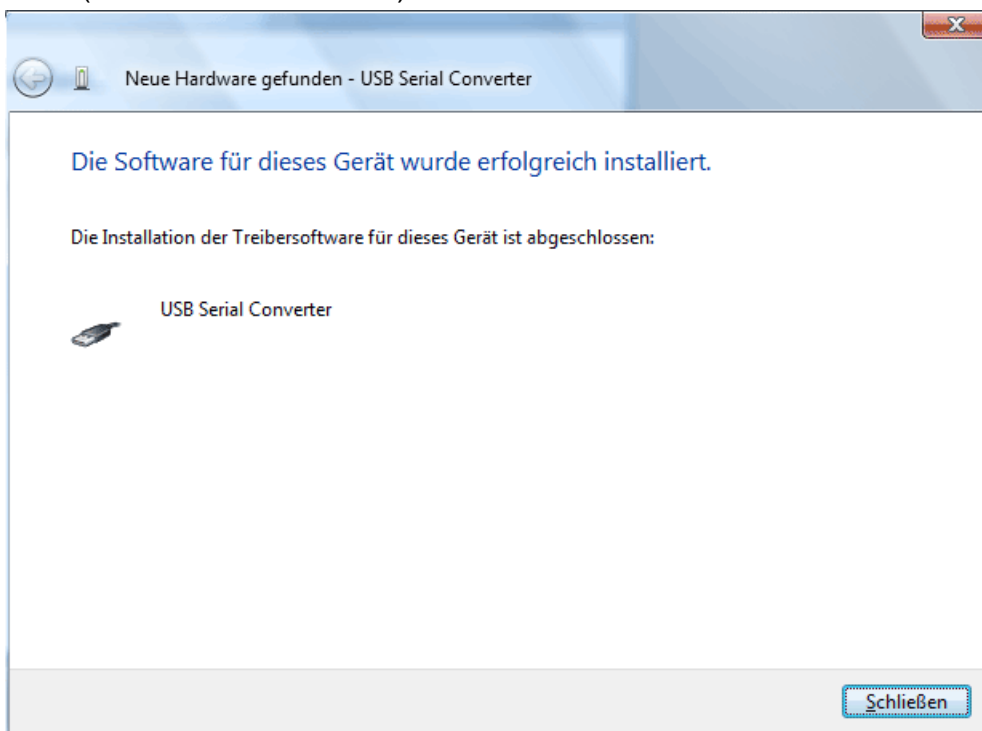 X
Neue Hardware gefunden - USB Serial Converter
Die Software für dieses Gerät wurde erfolgreich installiert.
Die Installation der Treibersoftware für dieses Gerät ist abgeschlossen:
USB Serial Converter
Schließen